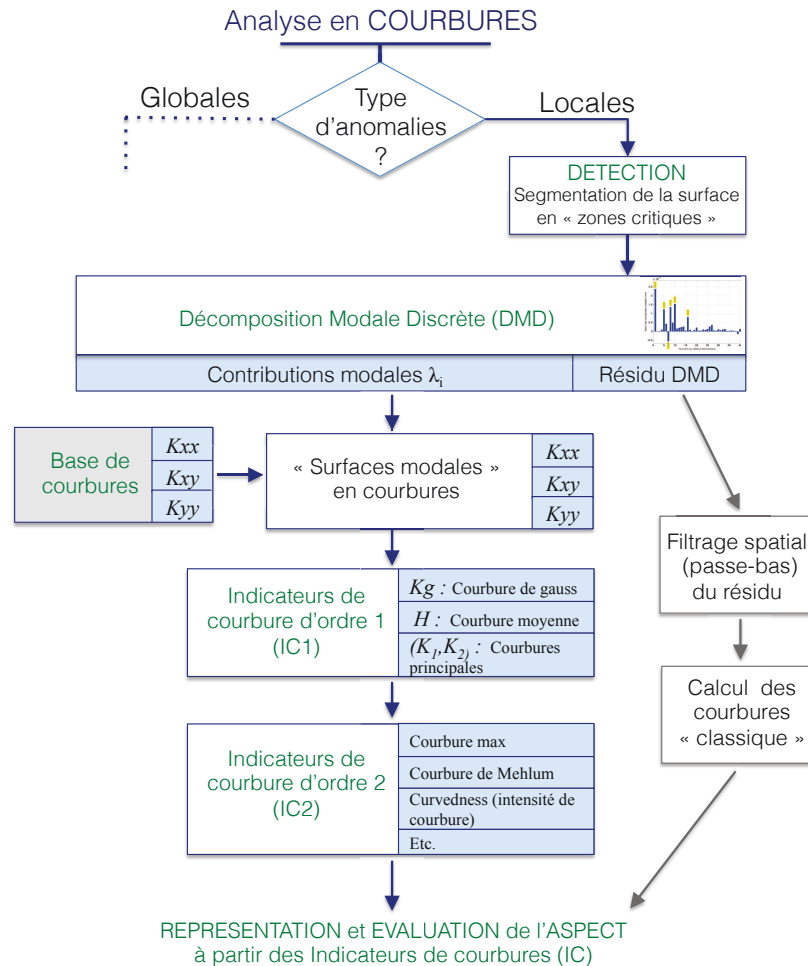 Analyse en COURBURES
Globales
Type
d'anomalies
?
Locales
DETECTION
Segmentation de la surface
en « zones critiques »
Décomposition Modale Discrète (DMD)
Contributions modales λi
Résidu DMD
Base de
courbures
Kxx
Kxy
Kyy
« Surfaces modales »
en courbures
Kxx
Kxy
Kyy
Filtrage spatial
(passe-bas)
du résidu
Indicateurs de
courbure d'ordre 1
(IC1)
Kg : Courbure de gauss
H : Courbure moyenne
(K1,K2) : Courbures
principales
Calcul des
courbures
« classique »
Indicateurs de
courbure d'ordre 2
(IC2)
Courbure max
Courbure de Mehlum
Curvedness (intensité de
courbure)
Etc.
REPRESENTATION et EVALUATION de l'ASPECT
à partir des Indicateurs de courbures (IC)